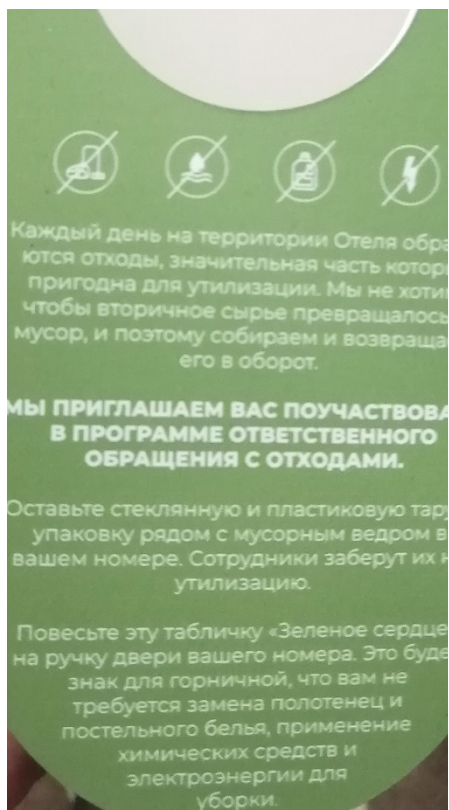 Каждый день на территории Отеля обра
ются отходы, значительная часть котор
пригодна для утилизации. Мы не хоти
чтобы вторичное сырье превращалось
мусор, и поэтому собираем и возвраща
его в оборот.
МЫ ПРИГЛАШАЕМ ВАС ПОУЧАСТВОВА
В ПРОГРАММЕ ОТВЕТСТВЕННОГО
ОБРАЩЕНИЯ С ОТХОДАМИ.
Оставьте стеклянную и пластиковую тар
упаковку рядом с мусорным ведром в
вашем номере. Сотрудники заберут их н
утилизацию.
Повесьте эту табличку «Зеленое сердце
на ручку двери вашего номера. Это буде
знак для горничной, что вам не
требуется замена полотенец и
постельного белья, применение
химических средств и
электроэнергии для
уборки.